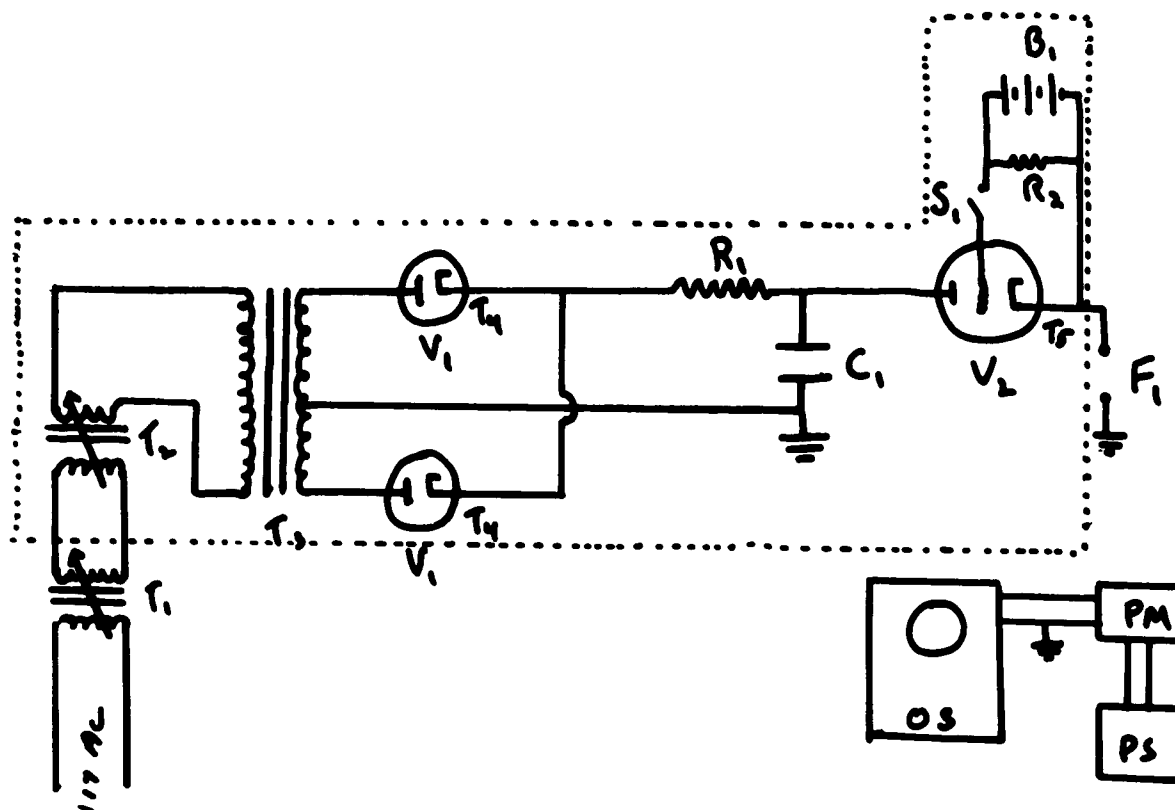 B₁
R₂
S₁
R₁
T₄
V₁
C₁
T₅
V₂
F₁
T₂
T₃
T₄
V₁
T₁
117 AC
PM
OS
PS